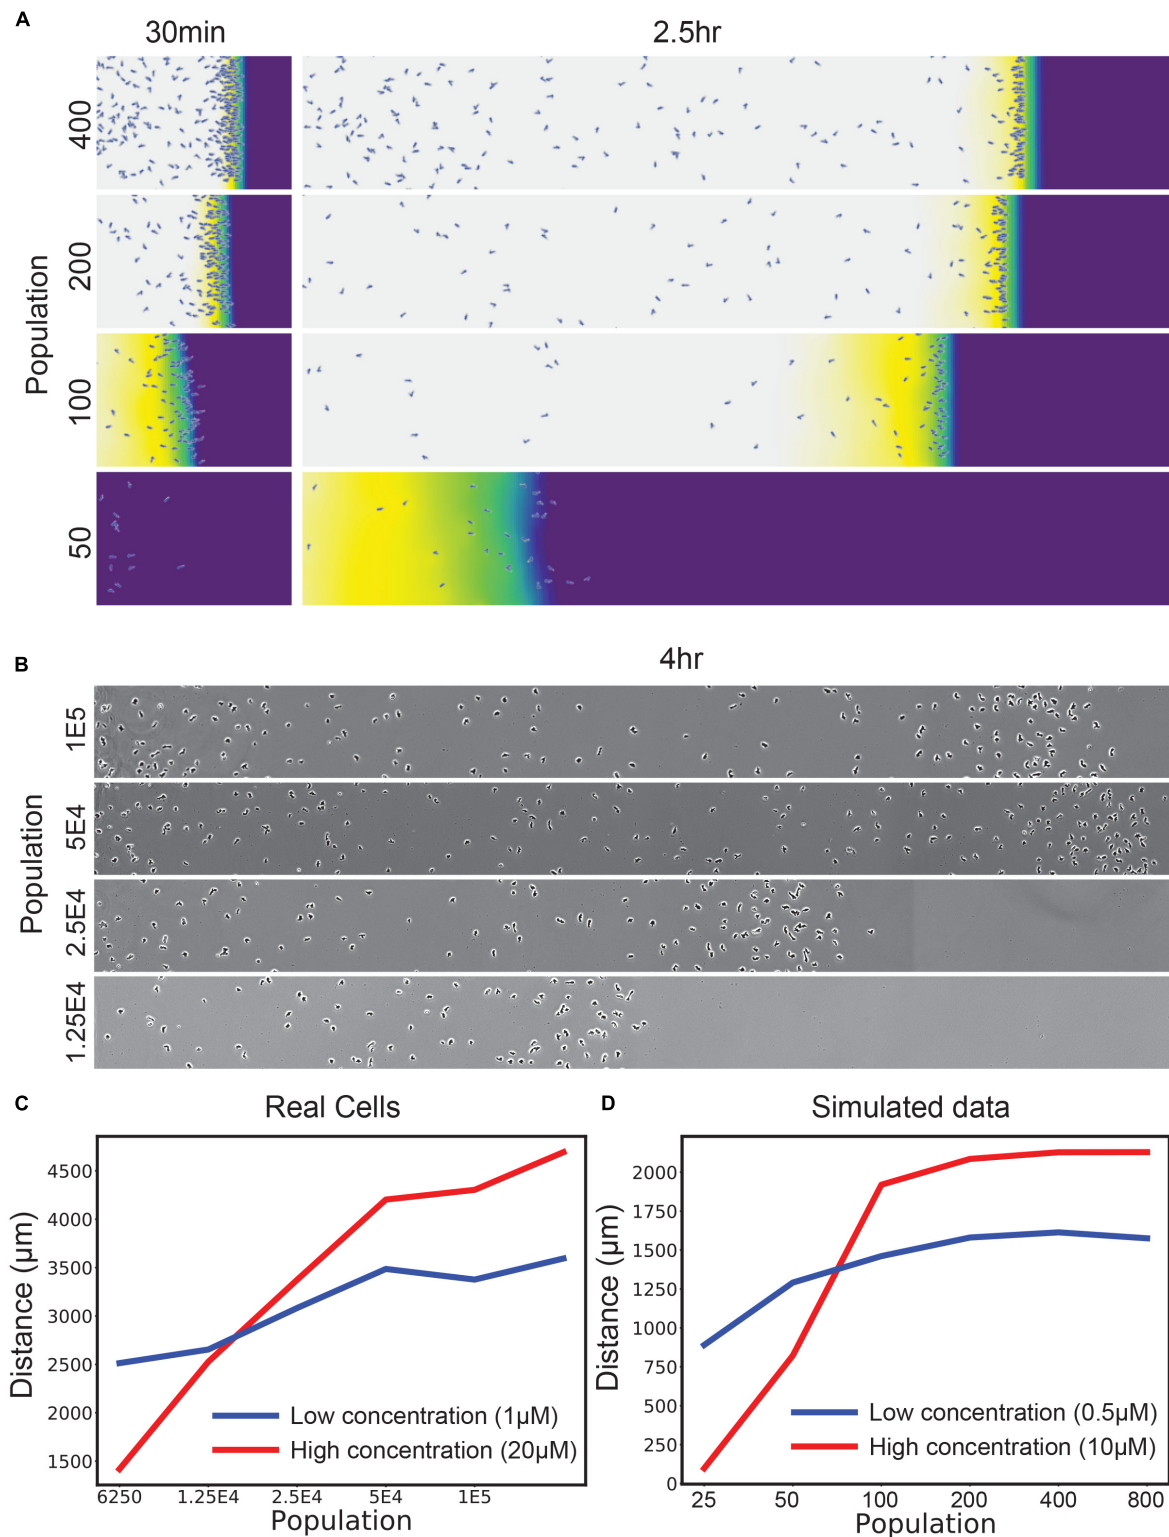 A
30min
2.5hr
Population
400
200
100
50
B
4hr
Population
1E5
5E4
2.5E4
1.25E4
C
Real Cells
Distance (µm)
4500
4000
3500
3000
2500
2000
1500
Low concentration (1µM)
High concentration (20µM)
6250 1.25E4 2.5E4 5E4 1E5
Population
D
Simulated data
Distance (µm)
2000
1750
1500
1250
1000
750
500
250
0
Low concentration (0.5µM)
High concentration (10µM)
25 50 100 200 400 800
Population